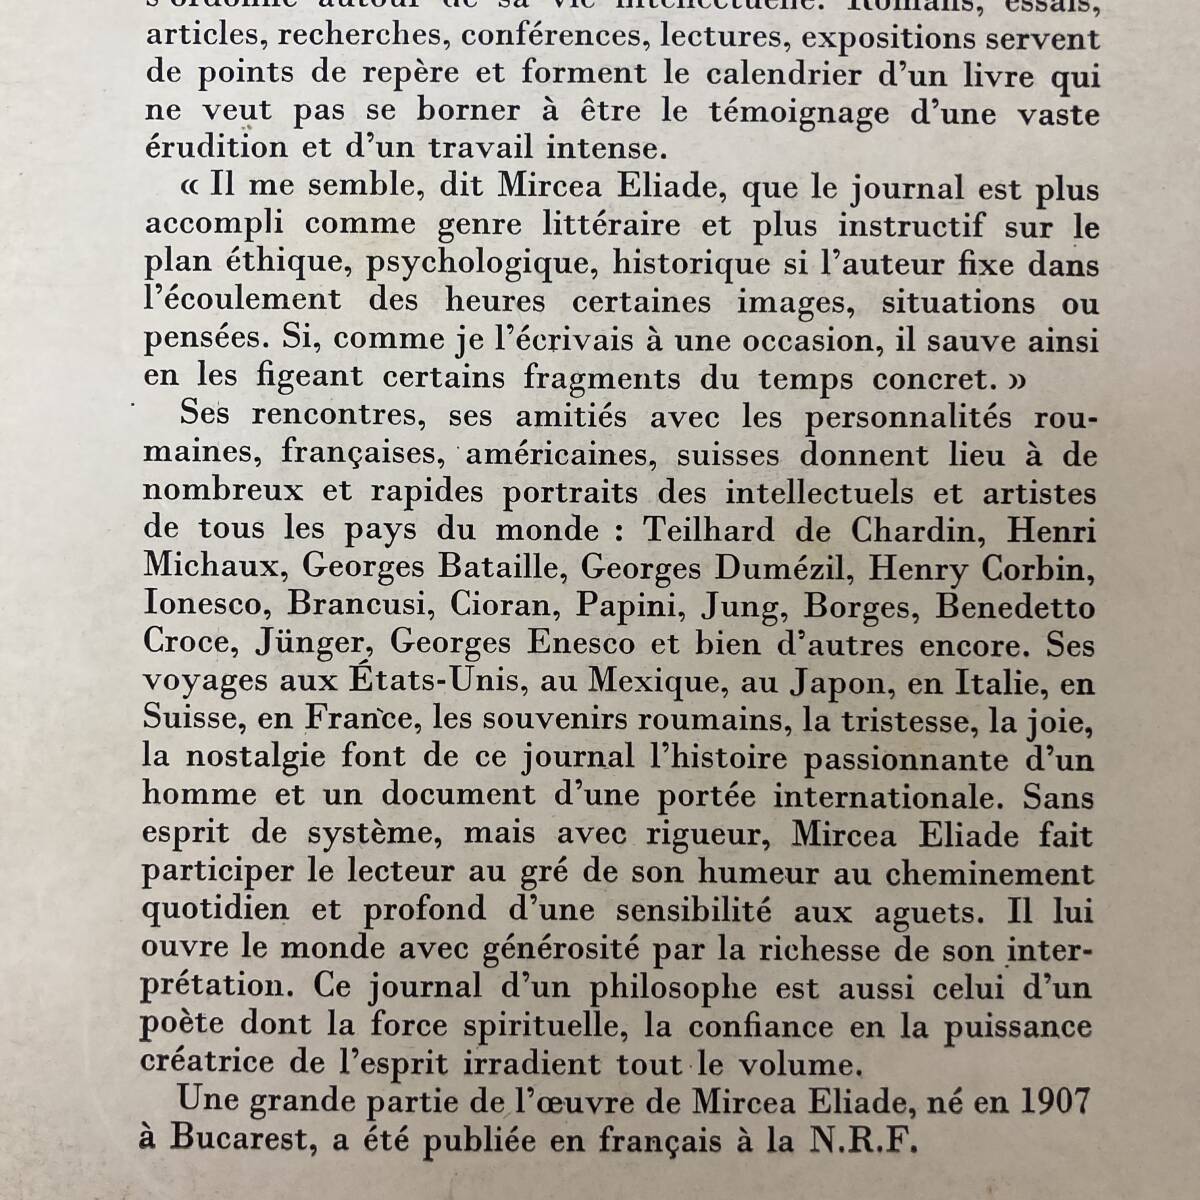 s'ordonne autour de sa vie intellectuelle. Romans, essais,
articles, recherches, conférences, lectures, expositions servent
de points de repère et forment le calendrier d'un livre qui
ne veut pas se borner à être le témoignage d'une vaste
érudition et d'un travail intense.
« Il me semble, dit Mircea Eliade, que le journal est plus
accompli comme genre littéraire et plus instructif sur le
plan éthique, psychologique, historique si l'auteur fixe dans
l'écoulement des heures certaines images, situations ou
pensées. Si, comme je l'écrivais à une occasion, il sauve ainsi
en les figeant certains fragments du temps concret. »
Ses rencontres, ses amitiés avec les personnalités rou-
maines, françaises, américaines, suisses donnent lieu à de
nombreux et rapides portraits des intellectuels et artistes
de tous les pays du monde : Teilhard de Chardin, Henri
Michaux, Georges Bataille, Georges Dumézil, Henry Corbin,
Ionesco, Brancusi, Cioran, Papini, Jung, Borges, Benedetto
Croce, Jünger, Georges Enesco et bien d'autres encore. Ses
voyages aux États-Unis, au Mexique, au Japon, en Italie, en
Suisse, en France, les souvenirs roumains, la tristesse, la joie,
la nostalgie font de ce journal l'histoire passionnante d'un
homme et un document d'une portée internationale. Sans
esprit de système, mais avec rigueur, Mircea Eliade fait
participer le lecteur au gré de son humeur au cheminement
quotidien et profond d'une sensibilité aux aguets. Il lui
ouvre le monde avec générosité par la richesse de son inter-
prétation. Ce journal d'un philosophe est aussi celui d'un
poète dont la force spirituelle, la confiance en la puissance
créatrice de l'esprit irradient tout le volume.
Une grande partie de l'œuvre de Mircea Eliade, né en 1907
à Bucarest, a été publiée en français à la N.R.F.